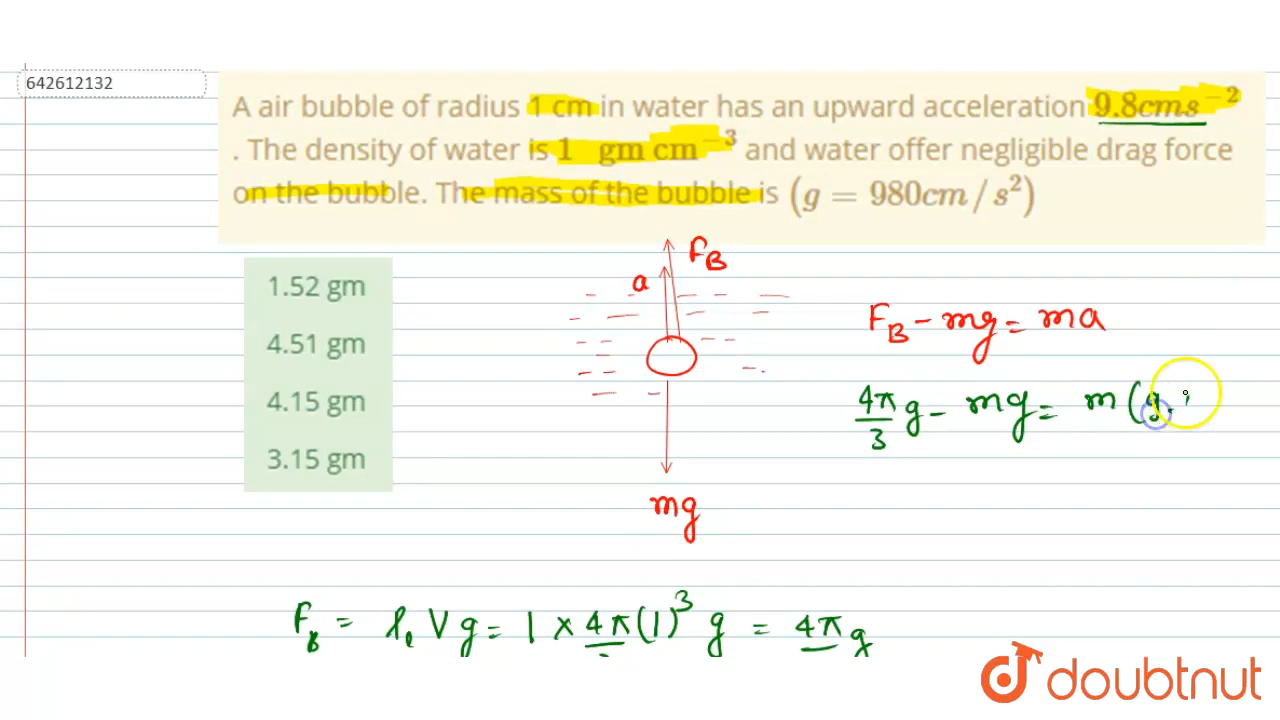 642612132
A air bubble of radius 1 cm in water has an upward acceleration 9.8cms⁻²
. The density of water is 1 gm cm⁻³ and water offer negligible drag force
on the bubble. The mass of the bubble is (g = 980cm/s²)
1.52 gm
4.51 gm
4.15 gm
3.15 gm
F_B
a
F_B - mg = ma
4π/3 g - mg = m(g.
mg
F_B = ρ_l V g = 1 × 4π/3 (1)³ g = 4π g
doubtnut